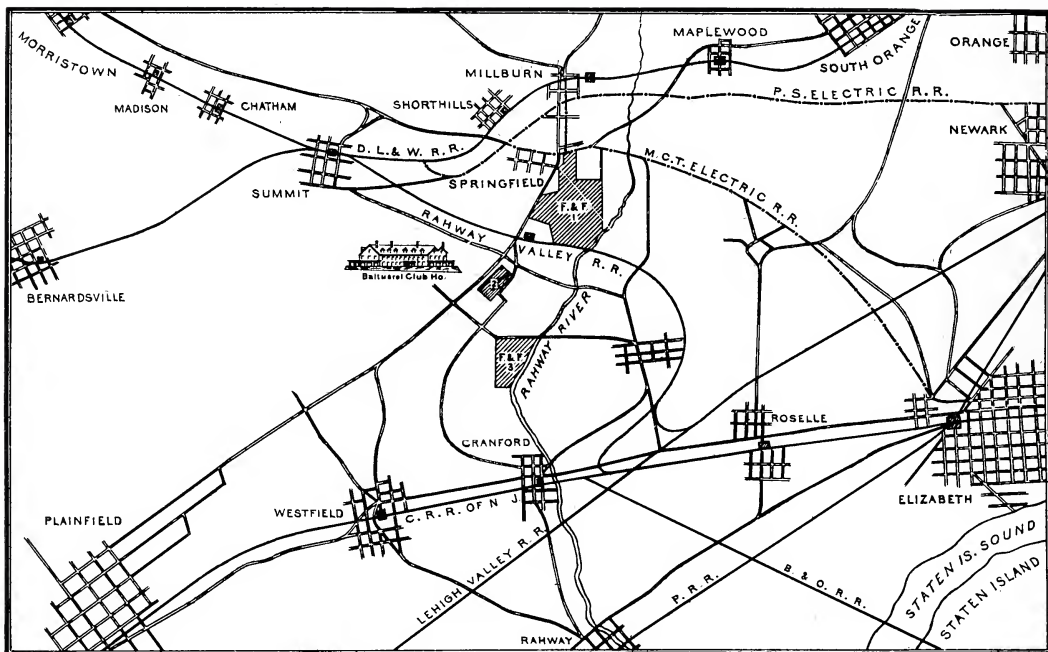 MAPLEWOOD
MORRISTOWN
MILLBURN
SOUTH ORANGE
ORANGE
MADISON
CHATHAM
SHORTHILLS
P.S. ELECTRIC R.R.
NEWARK
D. L. & W. R. R.
SPRINGFIELD
M.C.T. ELECTRIC R.R.
SUMMIT
F. & F.
1
RAHWAY VALLEY R. R.
Baltusrol Club Ho.
BERNARDSVILLE
RAHWAY RIVER
F. & F.
3
ROSELLE
CRANFORD
ELIZABETH
PLAINFIELD
WESTFIELD
C. R. R. OF N J.
LEHIGH VALLEY R. R.
P. R. R.
B. & O. R. R.
STATEN IS. SOUND
STATEN ISLAND
RAHWAY